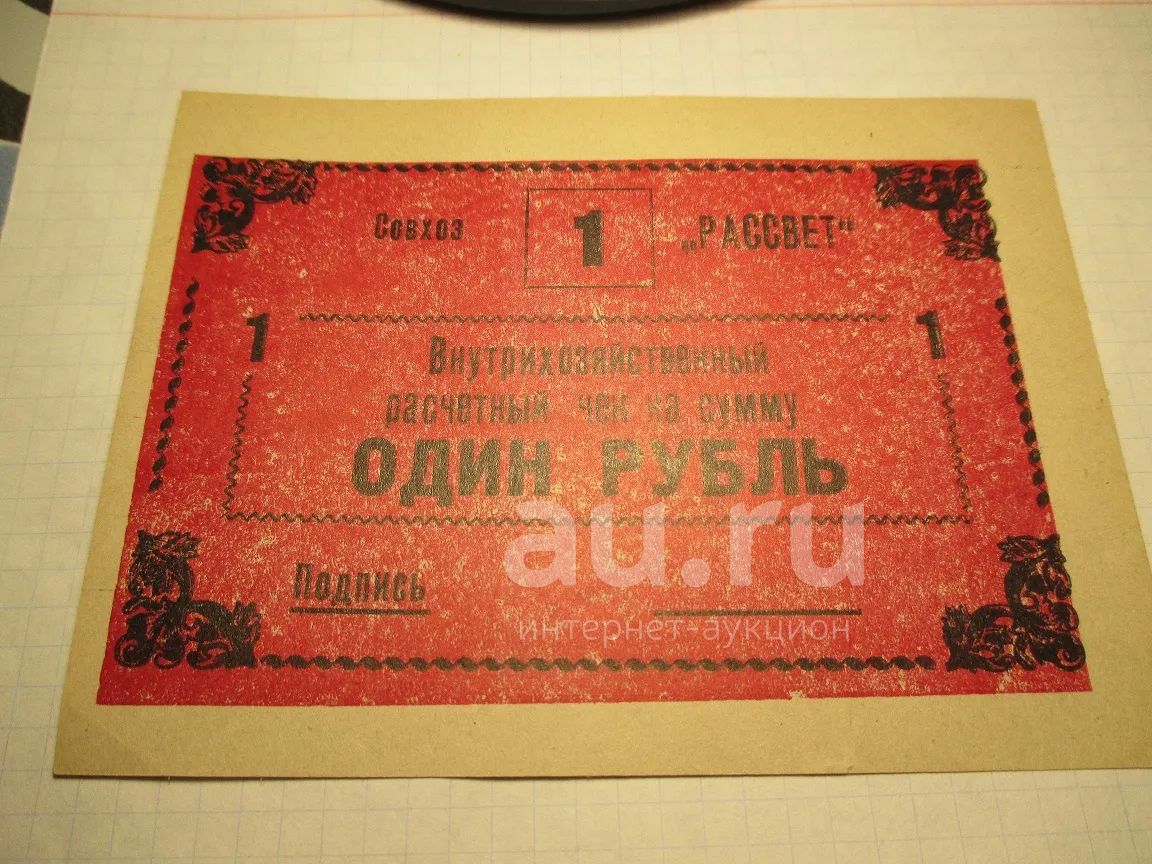 Совхоз 1 „РАССВЕТ"
1 1
Внутрихозяйственный
расчетный чек на сумму
ОДИН РУБЛЬ
Подпись
au.ru
интернет-аукцион